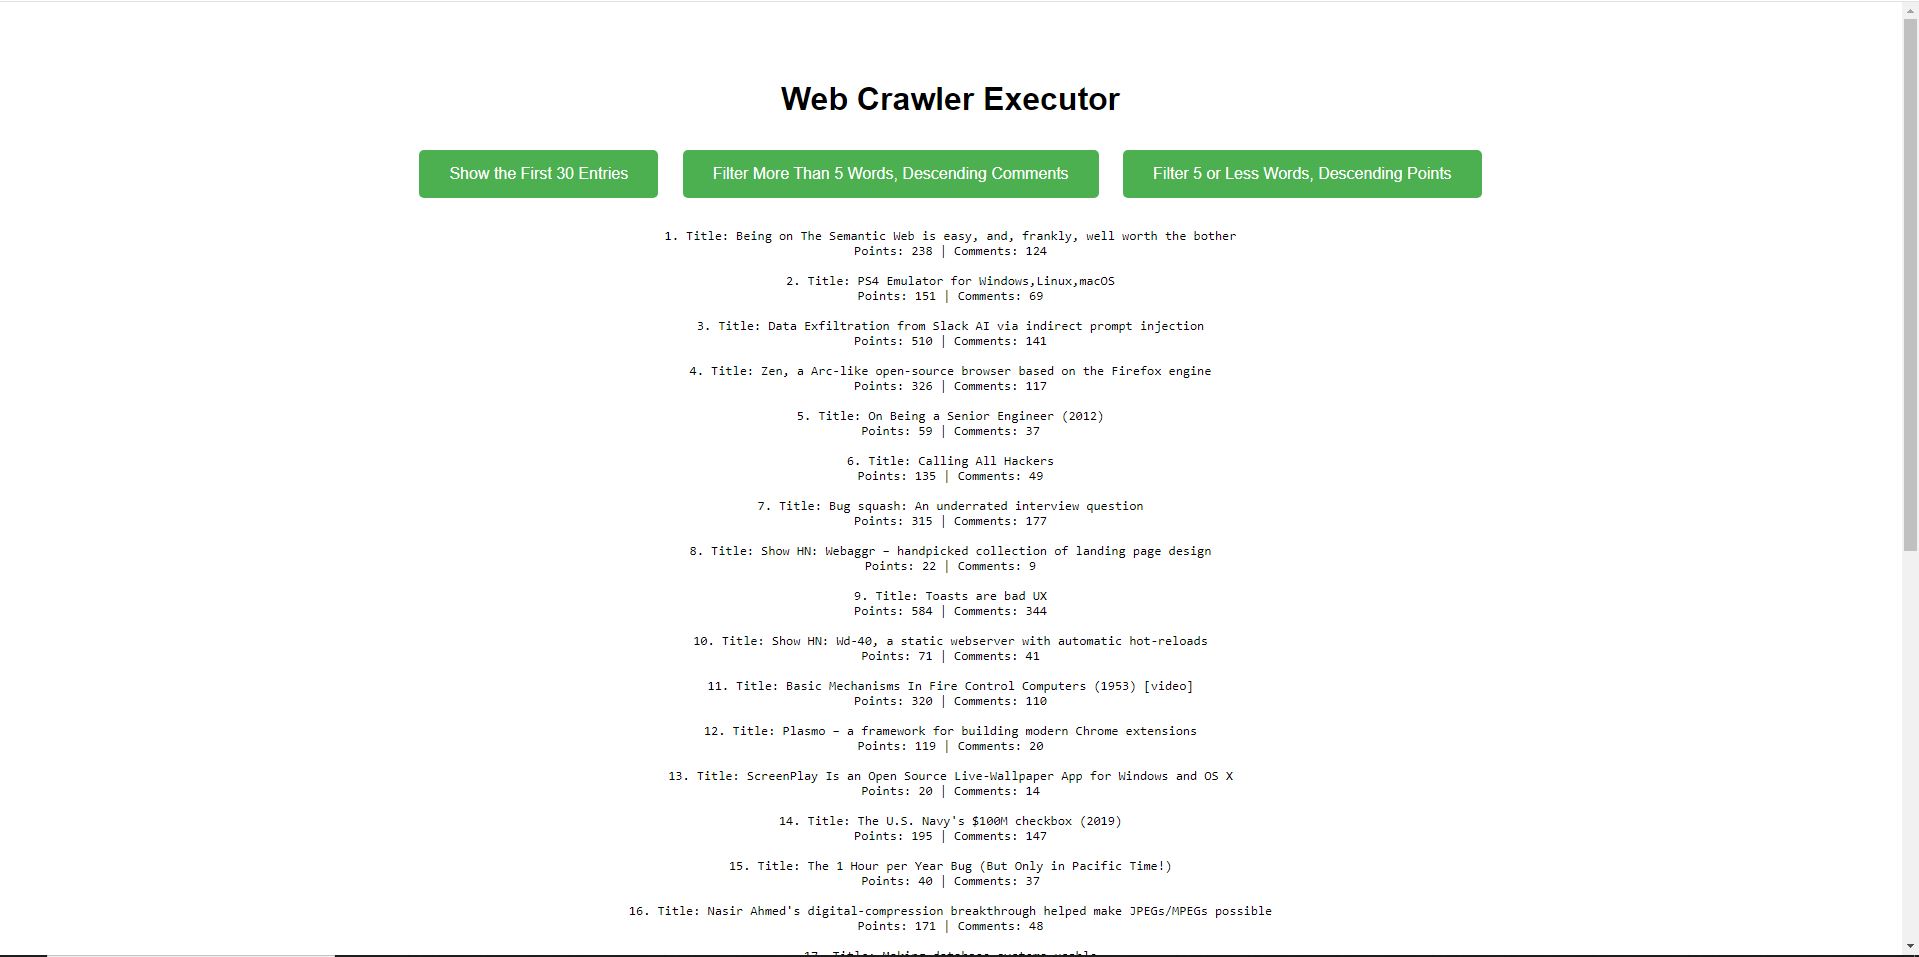 Web Crawler Executor
Show the First 30 Entries
Filter More Than 5 Words, Descending Comments
Filter 5 or Less Words, Descending Points
1. Title: Being on The Semantic Web is easy, and, frankly, well worth the bother
Points: 238 | Comments: 124
2. Title: PS4 Emulator for Windows,Linux,macOS
Points: 151 | Comments: 69
3. Title: Data Exfiltration from Slack AI via indirect prompt injection
Points: 510 | Comments: 141
4. Title: Zen, a Arc-like open-source browser based on the Firefox engine
Points: 326 | Comments: 117
5. Title: On Being a Senior Engineer (2012)
Points: 59 | Comments: 37
6. Title: Calling All Hackers
Points: 135 | Comments: 49
7. Title: Bug squash: An underrated interview question
Points: 315 | Comments: 177
8. Title: Show HN: Webaggr – handpicked collection of landing page design
Points: 22 | Comments: 9
9. Title: Toasts are bad UX
Points: 584 | Comments: 344
10. Title: Show HN: Wd-40, a static webserver with automatic hot-reloads
Points: 71 | Comments: 41
11. Title: Basic Mechanisms In Fire Control Computers (1953) [video]
Points: 320 | Comments: 110
12. Title: Plasmo – a framework for building modern Chrome extensions
Points: 119 | Comments: 20
13. Title: ScreenPlay Is an Open Source Live-Wallpaper App for Windows and OS X
Points: 20 | Comments: 14
14. Title: The U.S. Navy's $100M checkbox (2019)
Points: 195 | Comments: 147
15. Title: The 1 Hour per Year Bug (But Only in Pacific Time!)
Points: 40 | Comments: 37
16. Title: Nasir Ahmed's digital-compression breakthrough helped make JPEGs/MPEGs possible
Points: 171 | Comments: 48
17. Title: Making database systems usable